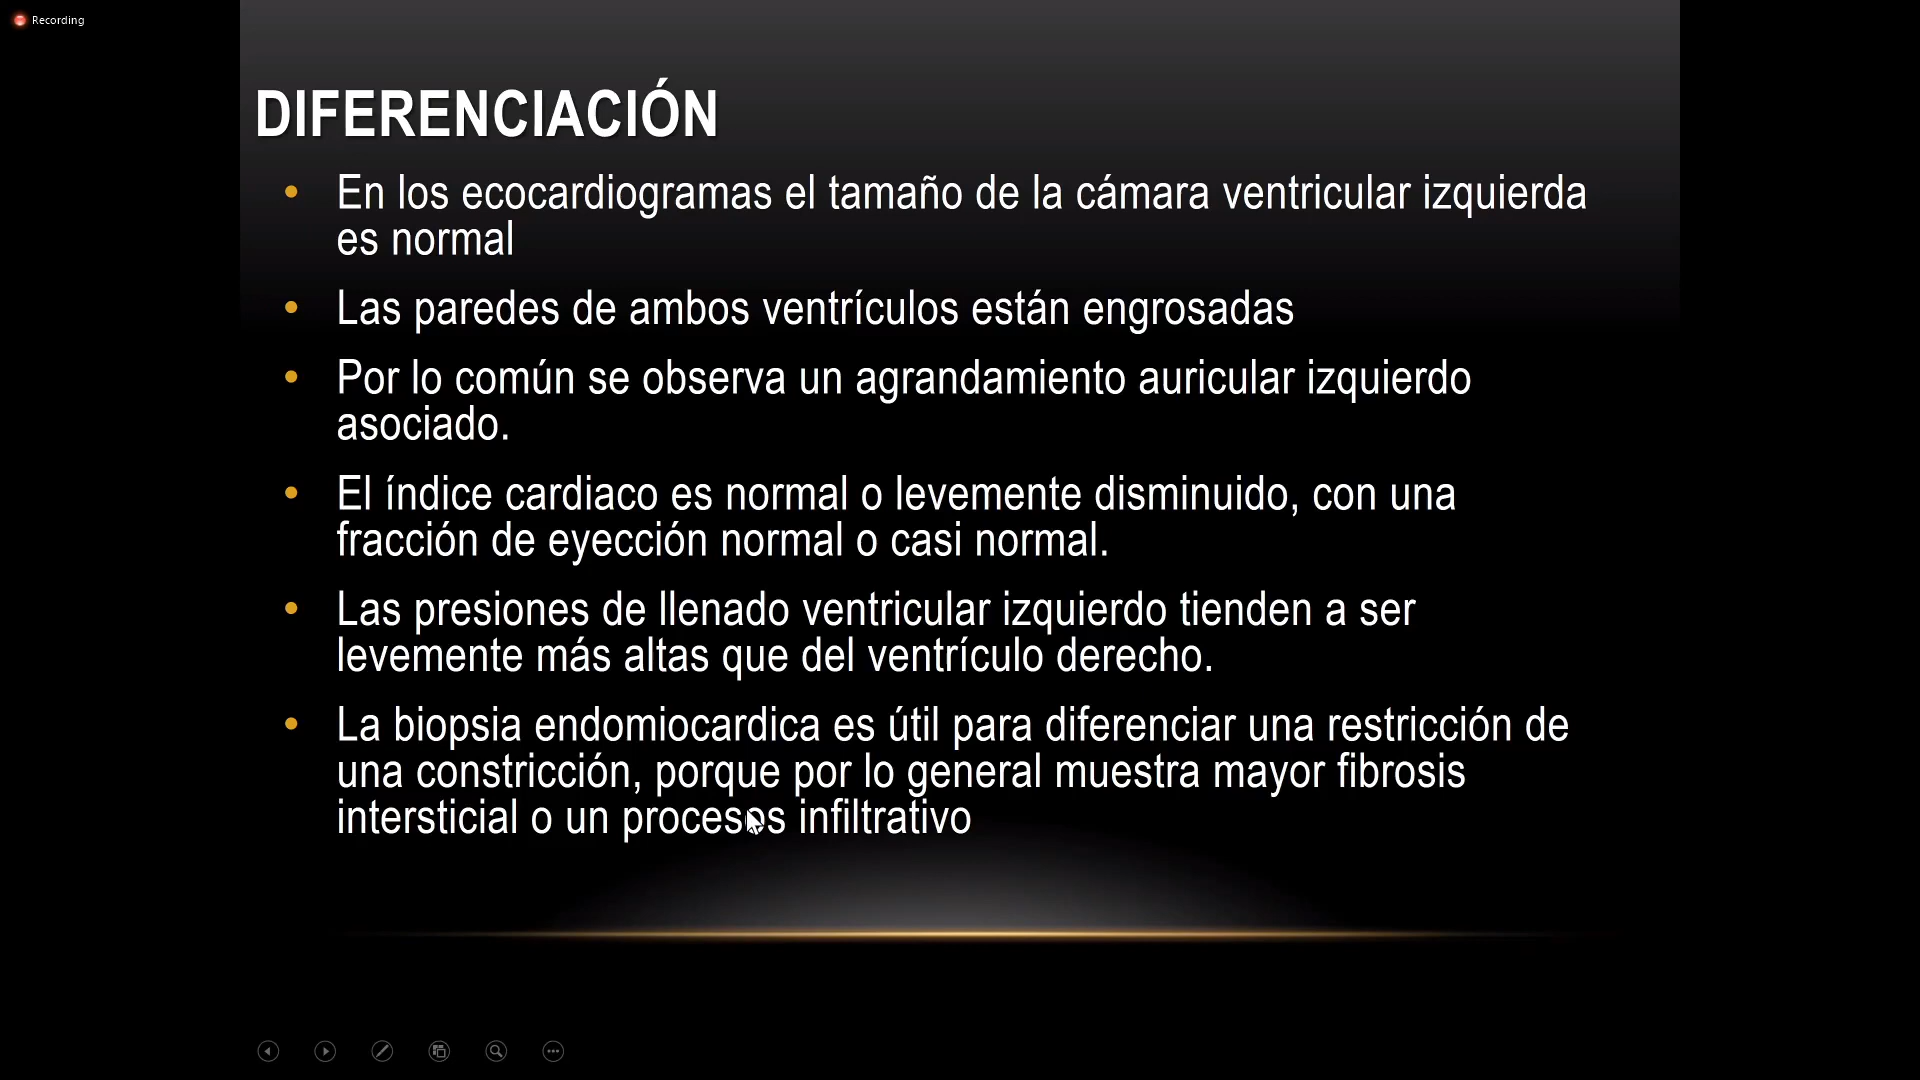 Recording
DIFERENCIACIÓN
• En los ecocardiogramas el tamaño de la cámara ventricular izquierda
es normal
• Las paredes de ambos ventrículos están engrosadas
• Por lo común se observa un agrandamiento auricular izquierdo
asociado.
• El índice cardiaco es normal o levemente disminuido, con una
fracción de eyección normal o casi normal.
• Las presiones de llenado ventricular izquierdo tienden a ser
levemente más altas que del ventrículo derecho.
• La biopsia endomiocardica es útil para diferenciar una restricción de
una constricción, porque por lo general muestra mayor fibrosis
intersticial o un procesos infiltrativo